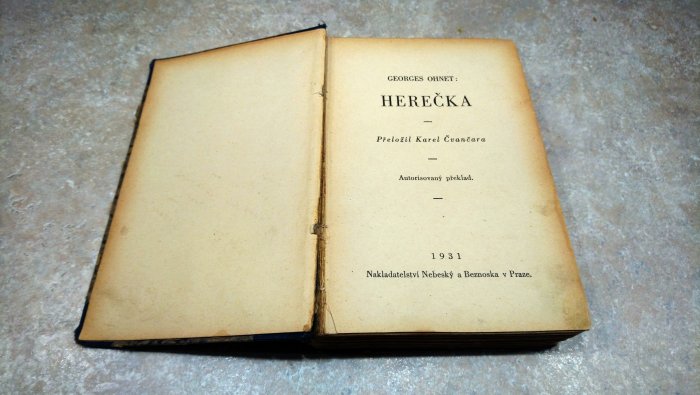 GEORGES OHNET:
HEREČKA
Přeložil Karel Čvančara
Autorisovaný překlad.
1931
Nakladatelství Nebeský a Beznoska v Praze.